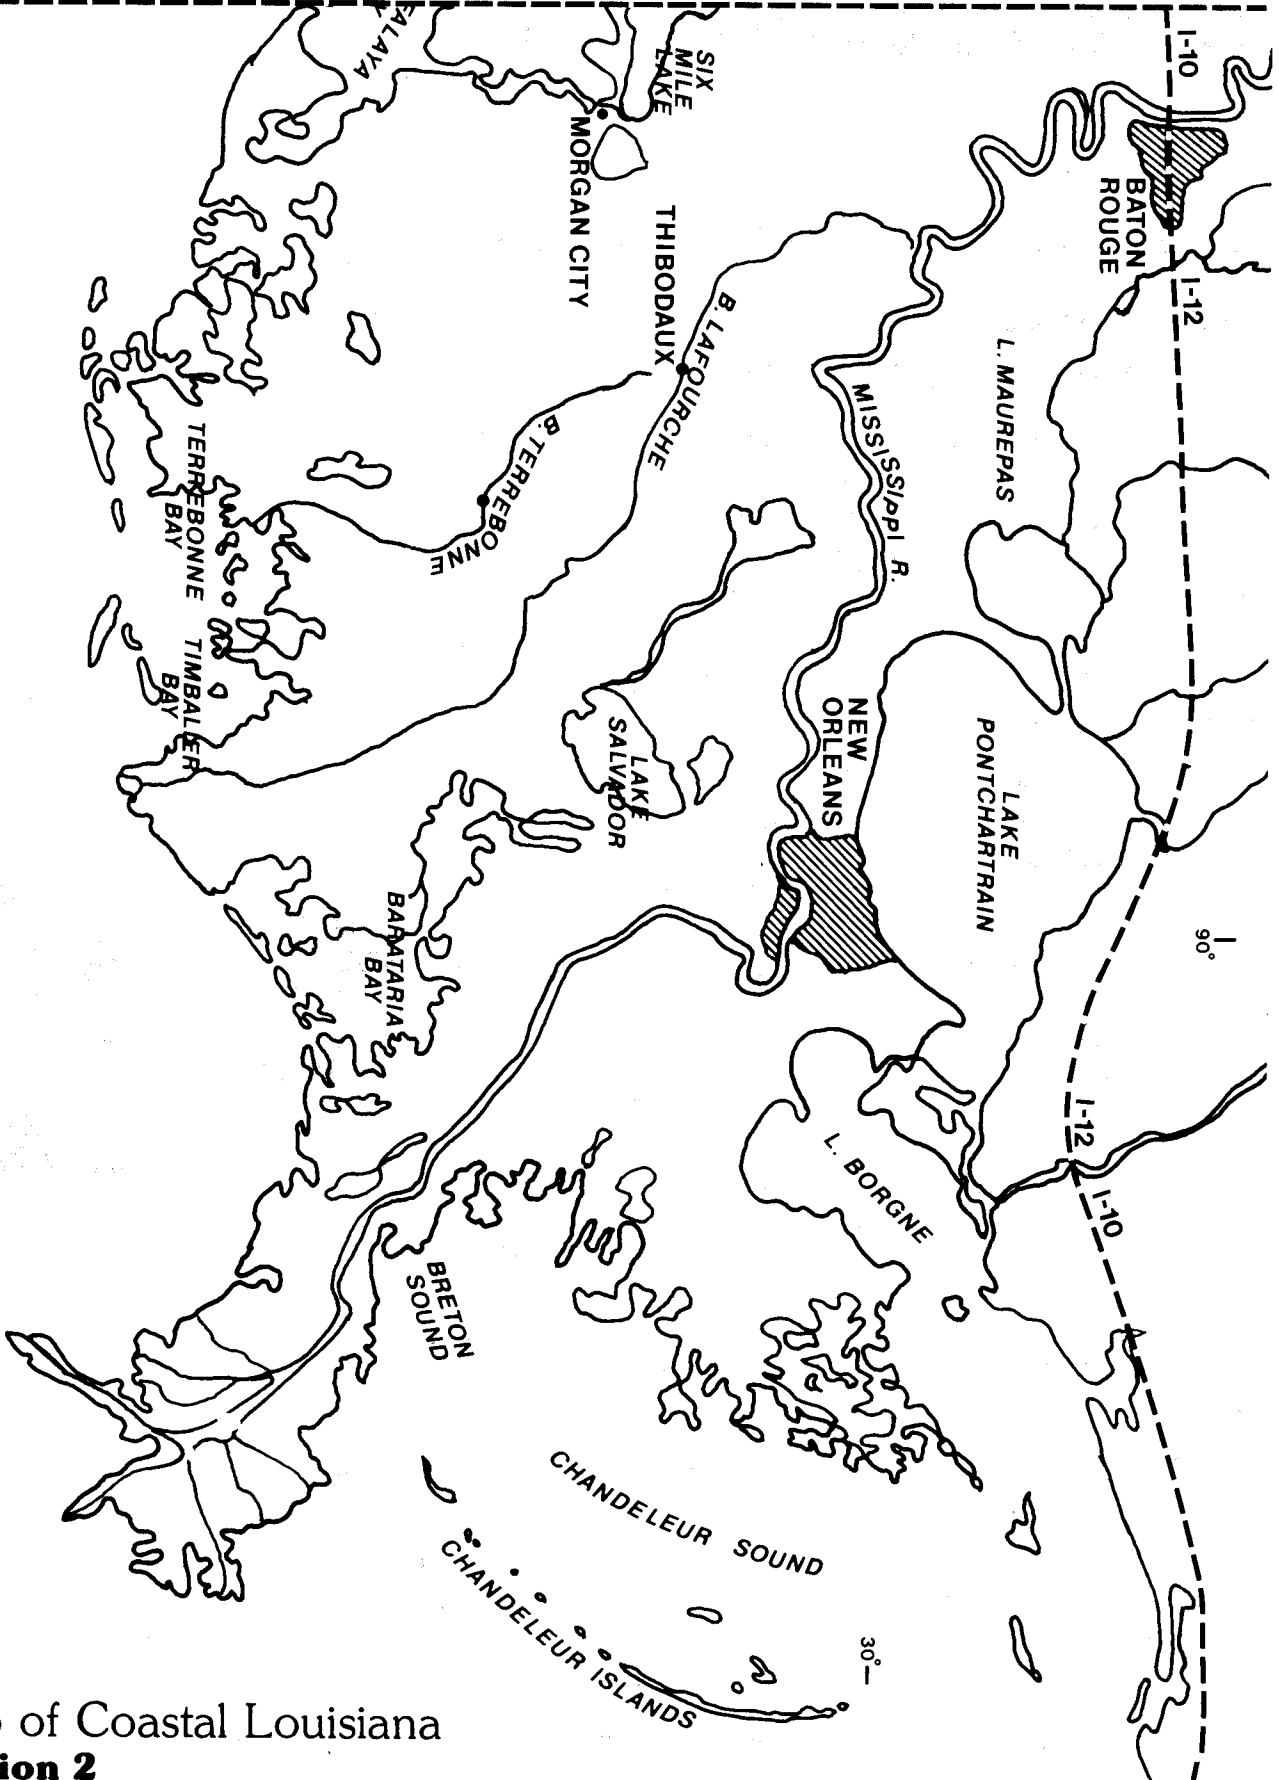 I-10
BATON
ROUGE
I-12
SIX
MILE
LAKE
FALAYA
MORGAN CITY
THIBODAUX
B. LAFOURCHE
L. MAUREPAS
MISSISSIPPI R.
B. TERREBONNE
TERREBONNE
BAY
TIMBALIER
BAY
LAKE
SALVADOR
NEW
ORLEANS
LAKE
PONTCHARTRAIN
90°
BARATARIA
BAY
I-12
I-10
L. BORGNE
BRETON
SOUND
CHANDELEUR SOUND
CHANDELEUR ISLANDS
30°
of Coastal Louisiana
ion 2